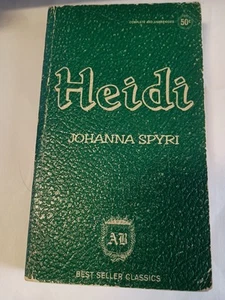 COMPLETE AND UNABRIDGED
50¢
Heidi
JOHANNA SPYRI
AB
BEST SELLER CLASSICS